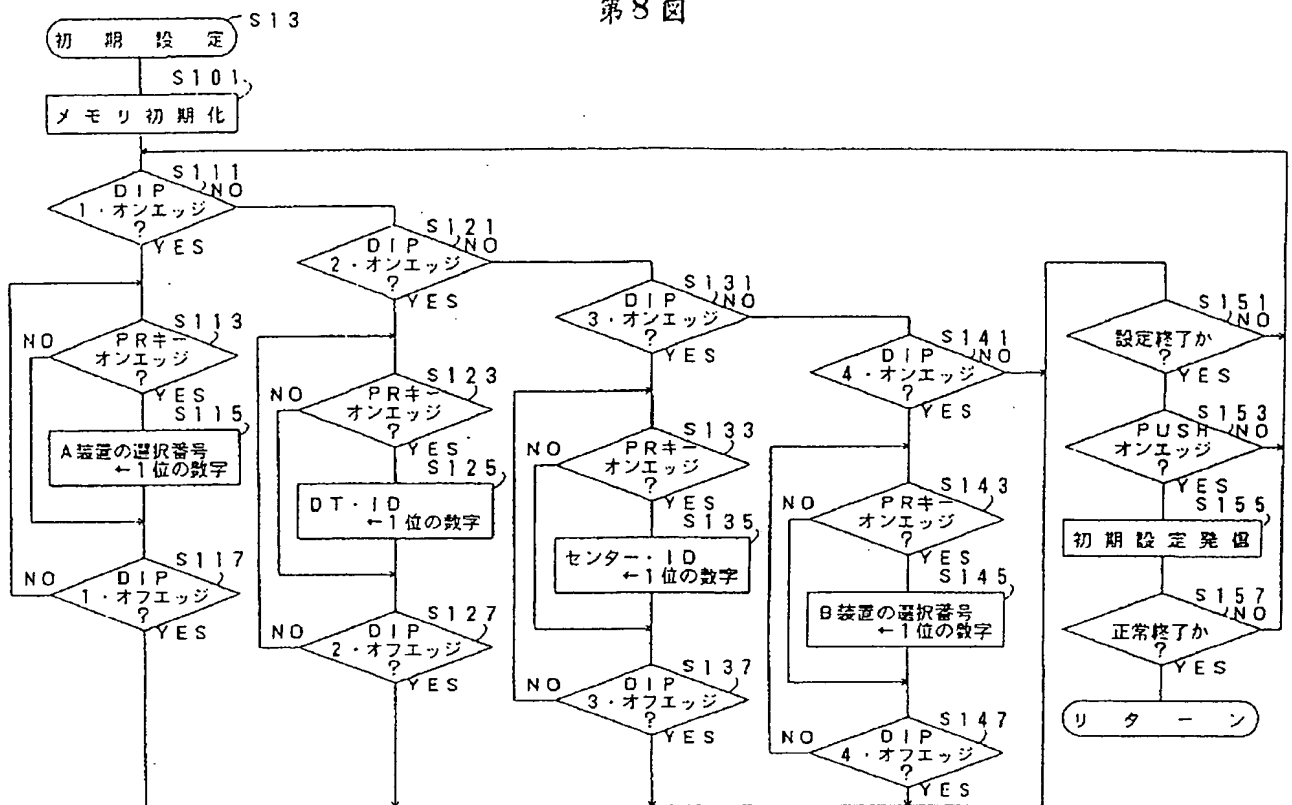 第8図
S13
初期設定
S101
メモリ初期化
S111
DIP
1・オンエッジ
?
NO
YES
S113
PRキー
オンエッジ
?
NO
YES
S115
A装置の選択番号
←1位の数字
S117
DIP
1・オフエッジ
?
NO
YES
S121
DIP
2・オンエッジ
?
NO
YES
S123
PRキー
オンエッジ
?
NO
YES
S125
DT・ID
←1位の数字
S127
DIP
2・オフエッジ
?
NO
YES
S131
DIP
3・オンエッジ
?
NO
YES
S133
PRキー
オンエッジ
?
NO
YES
S135
センター・ID
←1位の数字
S137
DIP
3・オフエッジ
?
NO
YES
S141
DIP
4・オンエッジ
?
NO
YES
S143
PRキー
オンエッジ
?
NO
YES
S145
B装置の選択番号
←1位の数字
S147
DIP
4・オフエッジ
?
NO
YES
S151
設定終了か
?
NO
YES
S153
PUSH
オンエッジ
?
NO
YES
S155
初期設定発信
S157
正常終了か
?
NO
YES
リターン